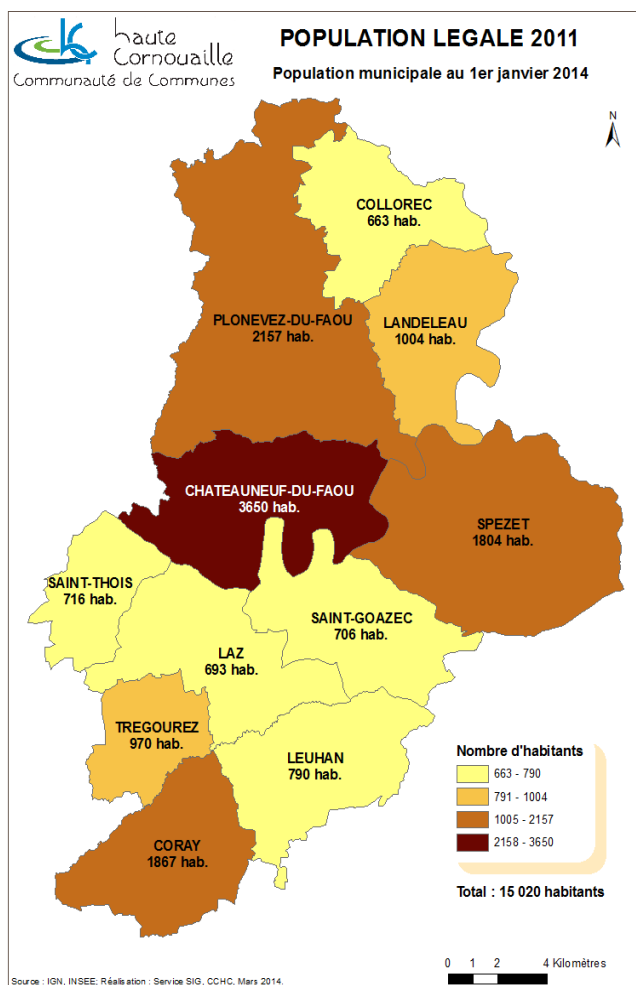 haute
Cornouaille
Communauté de Communes
POPULATION LEGALE 2011
Population municipale au 1er janvier 2014
N
COLLOREC
663 hab.
PLONEVEZ-DU-FAOU
2157 hab.
LANDELEAU
1004 hab.
CHATEAUNEUF-DU-FAOU
3650 hab.
SPEZET
1804 hab.
SAINT-THOIS
716 hab.
SAINT-GOAZEC
706 hab.
LAZ
693 hab.
TREGOUREZ
970 hab.
LEUHAN
790 hab.
CORAY
1867 hab.
Nombre d'habitants
663 - 790
791 - 1004
1005 - 2157
2158 - 3650
Total : 15 020 habitants
0 1 2 4 Kilomètres
Source : IGN, INSEE; Réalisation : Service SIG, CCHC, Mars 2014.